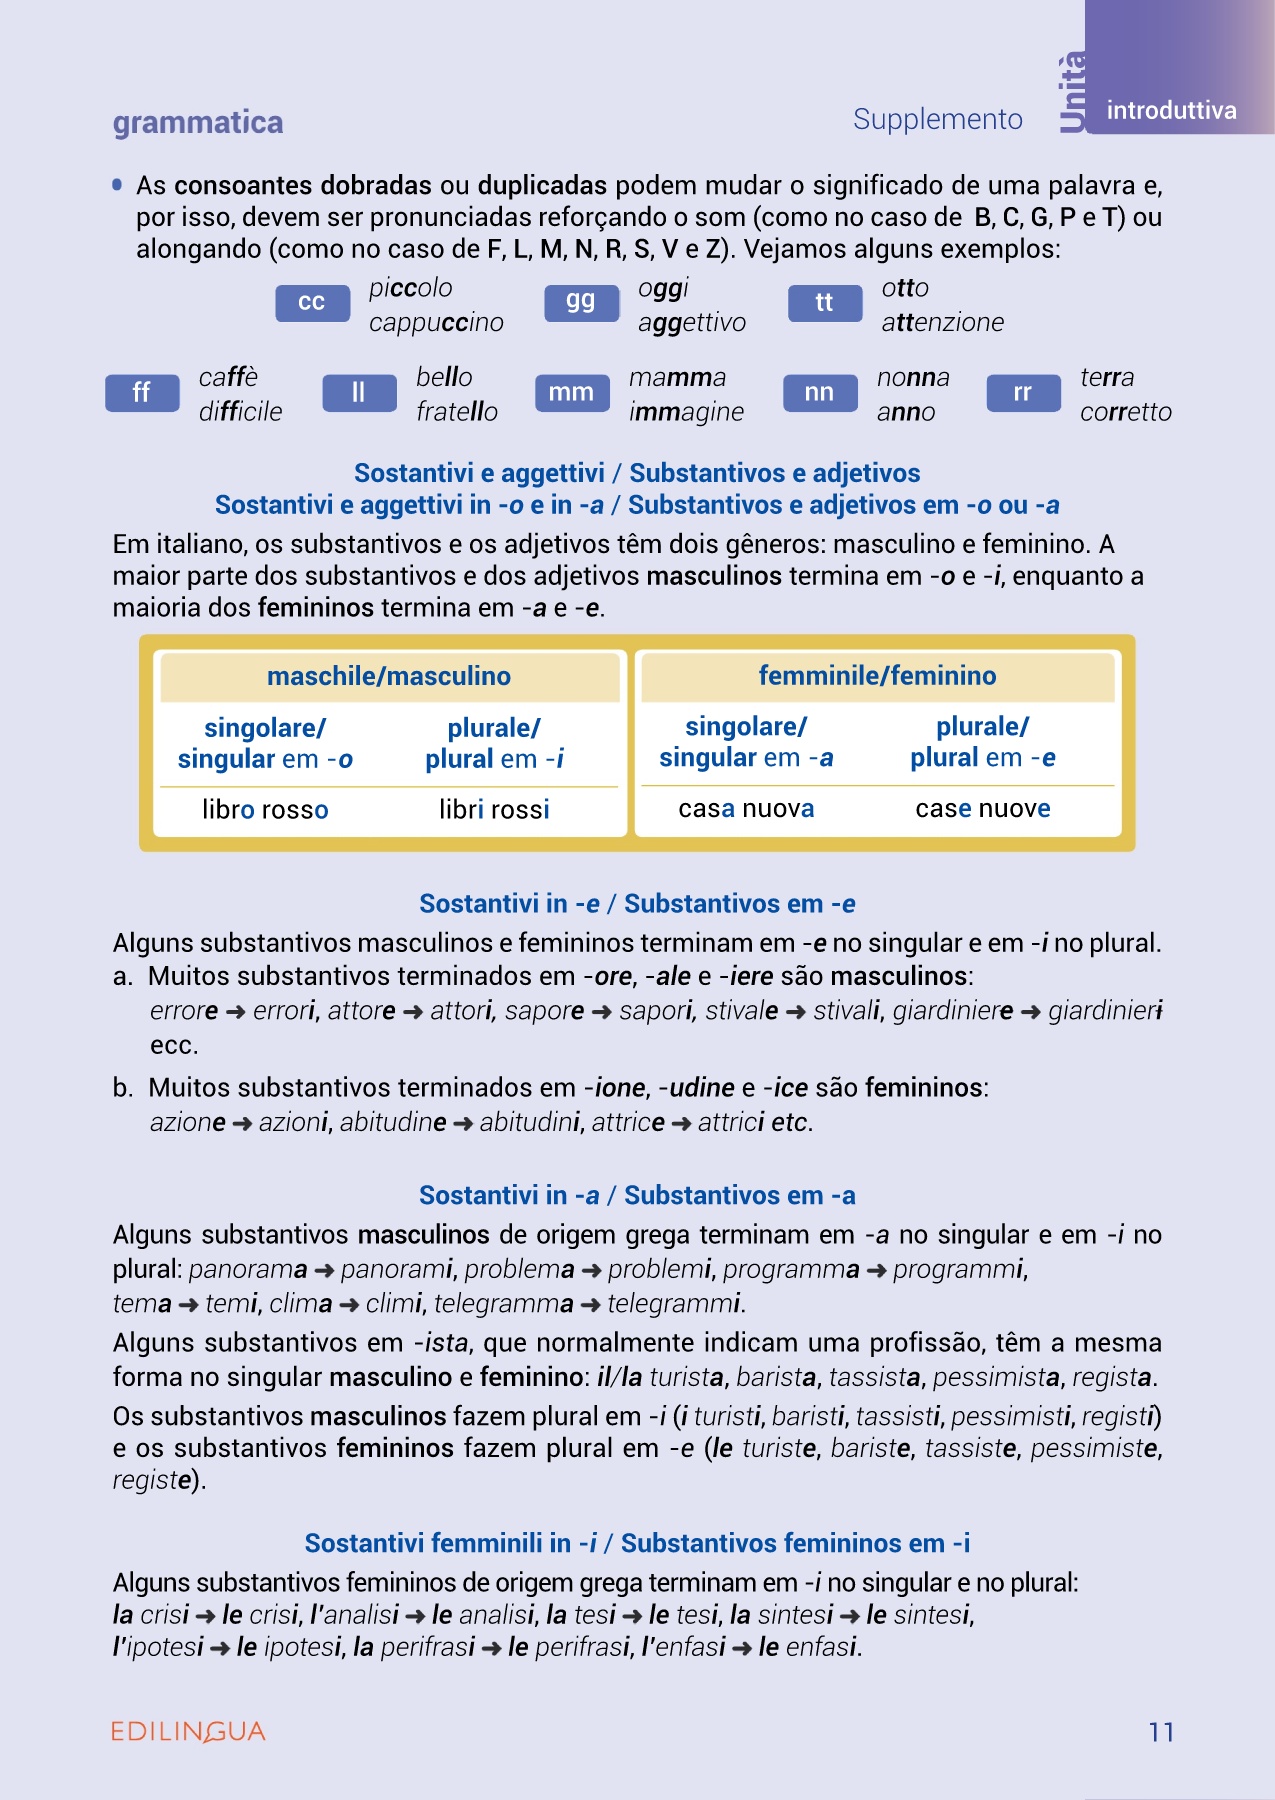 Unità
introduttiva
grammatica
Supplemento
• As consoantes dobradas ou duplicadas podem mudar o significado de uma palavra e,
por isso, devem ser pronunciadas reforçando o som (como no caso de B, C, G, P e T) ou
alongando (como no caso de F, L, M, N, R, S, V e Z). Vejamos alguns exemplos:
cc
piccolo
cappuccino
gg
oggi
aggettivo
tt
otto
attenzione
ff
caffè
difficile
ll
bello
fratello
mm
mamma
immagine
nn
nonna
anno
rr
terra
corretto
Sostantivi e aggettivi / Substantivos e adjetivos
Sostantivi e aggettivi in -o e in -a / Substantivos e adjetivos em -o ou -a
Em italiano, os substantivos e os adjetivos têm dois gêneros: masculino e feminino. A
maior parte dos substantivos e dos adjetivos masculinos termina em -o e -i, enquanto a
maioria dos femininos termina em -a e -e.
maschile/masculino
singolare/
singular em -o
plurale/
plural em -i
libro rosso
libri rossi
femminile/feminino
singolare/
singular em -a
plurale/
plural em -e
casa nuova
case nuove
Sostantivi in -e / Substantivos em -e
Alguns substantivos masculinos e femininos terminam em -e no singular e em -i no plural.
a. Muitos substantivos terminados em -ore, -ale e -iere são masculinos:
errore ➜ errori, attore ➜ attori, sapore ➜ sapori, stivale ➜ stivali, giardiniere ➜ giardinieri
ecc.
b. Muitos substantivos terminados em -ione, -udine e -ice são femininos:
azione ➜ azioni, abitudine ➜ abitudini, attrice ➜ attrici etc.
Sostantivi in -a / Substantivos em -a
Alguns substantivos masculinos de origem grega terminam em -a no singular e em -i no
plural: panorama ➜ panorami, problema ➜ problemi, programma ➜ programmi,
tema ➜ temi, clima ➜ climi, telegramma ➜ telegrammi.
Alguns substantivos em -ista, que normalmente indicam uma profissão, têm a mesma
forma no singular masculino e feminino: il/la turista, barista, tassista, pessimista, regista.
Os substantivos masculinos fazem plural em -i (i turisti, baristi, tassisti, pessimisti, registi)
e os substantivos femininos fazem plural em -e (le turiste, bariste, tassiste, pessimiste,
registe).
Sostantivi femminili in -i / Substantivos femininos em -i
Alguns substantivos femininos de origem grega terminam em -i no singular e no plural:
la crisi ➜ le crisi, l'analisi ➜ le analisi, la tesi ➜ le tesi, la sintesi ➜ le sintesi,
l'ipotesi ➜ le ipotesi, la perifrasi ➜ le perifrasi, l'enfasi ➜ le enfasi.
EDILINGUA
11